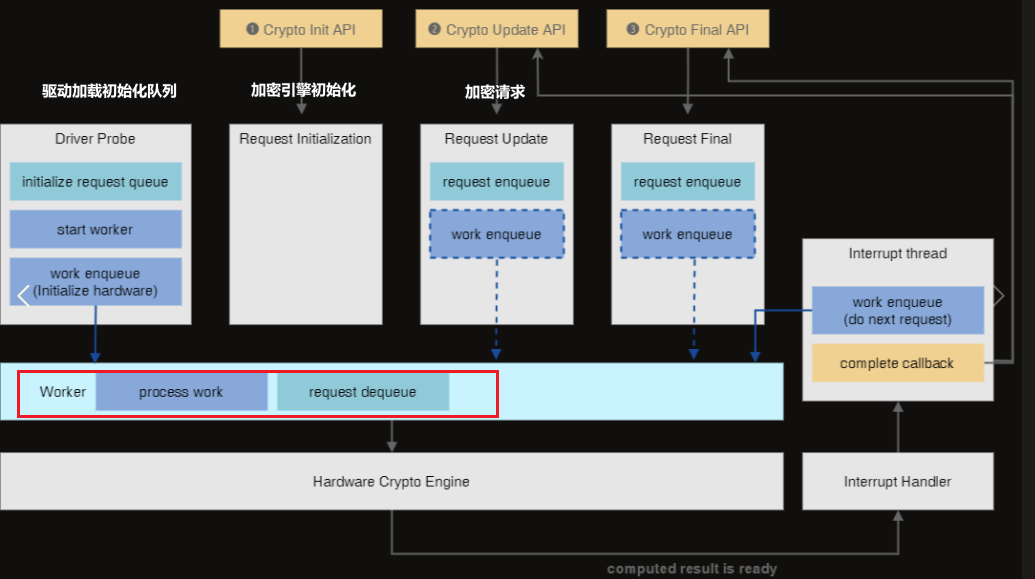 ❶ Crypto Init API
❷ Crypto Update API
❸ Crypto Final API
驱动加载初始化队列
加密引擎初始化
加密请求
Driver Probe
initialize request queue
start worker
work enqueue
(Initialize hardware)
Request Initialization
Request Update
request enqueue
work enqueue
Request Final
request enqueue
work enqueue
Interrupt thread
work enqueue
(do next request)
complete callback
Worker
process work
request dequeue
Hardware Crypto Engine
Interrupt Handler
computed result is ready